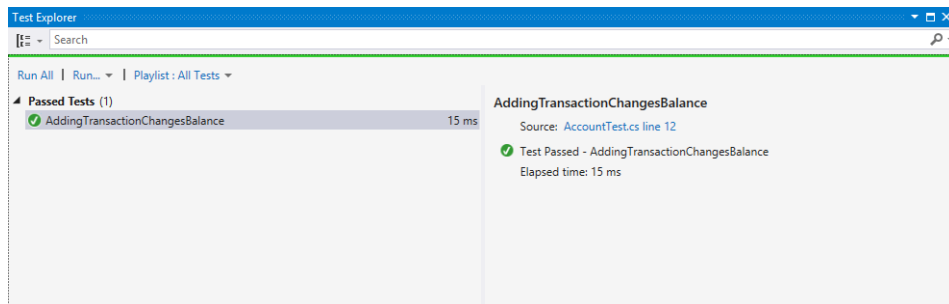 Test Explorer
Search
Run All | Run... | Playlist : All Tests
Passed Tests (1)
AddingTransactionChangesBalance 15 ms
AddingTransactionChangesBalance
Source: AccountTest.cs line 12
Test Passed - AddingTransactionChangesBalance
Elapsed time: 15 ms